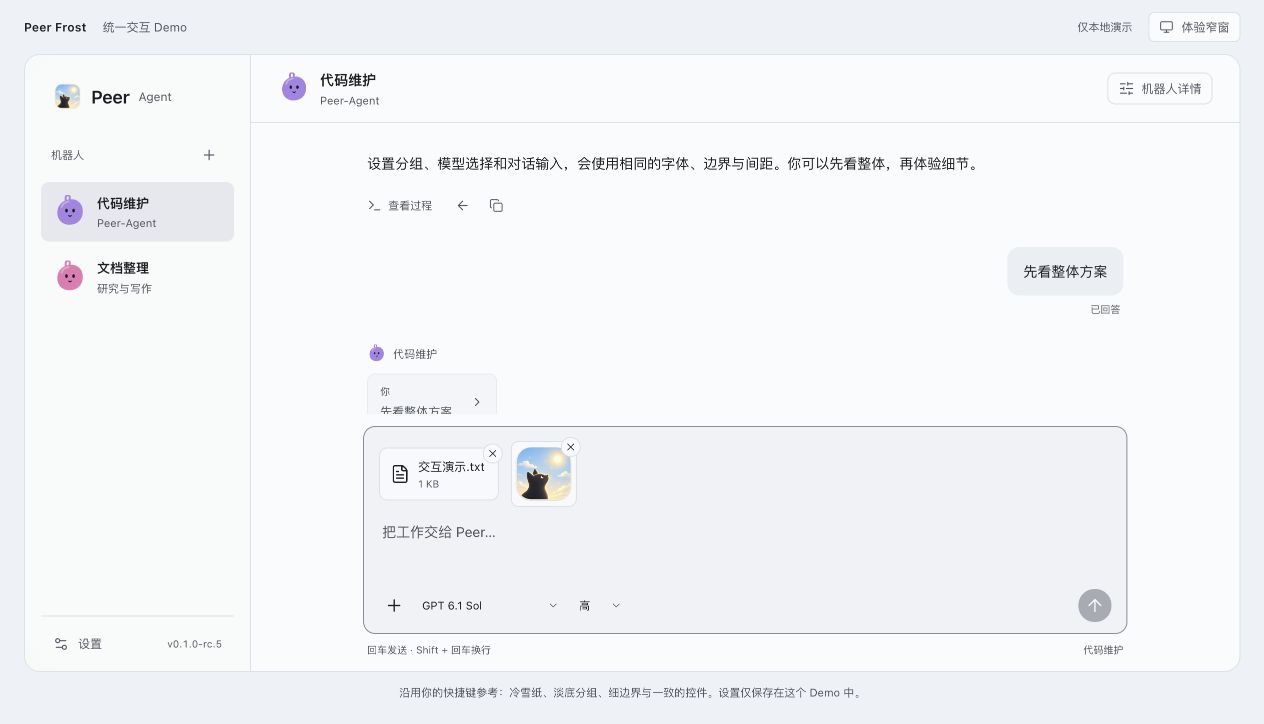 Peer Frost 统一交互 Demo
仅本地演示
体验窄窗
Peer Agent
机器人
代码维护
Peer-Agent
文档整理
研究与写作
设置
v0.1.0-rc.5
代码维护
Peer-Agent
机器人详情
设置分组、模型选择和对话输入，会使用相同的字体、边界与间距。你可以先看整体，再体验细节。
查看过程
先看整体方案
已回答
代码维护
你
先看整体方案
交互演示.txt
1 KB
把工作交给 Peer...
GPT 6.1 Sol
高
回车发送 · Shift + 回车换行
代码维护
沿用你的快捷键参考：冷雪纸、淡底分组、细边界与一致的控件。设置仅保存在这个 Demo 中。